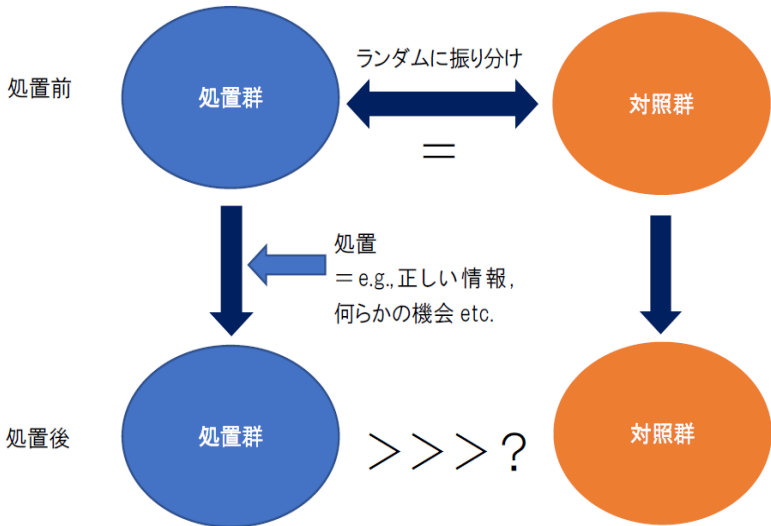 ランダムに振り分け
処置前
処置群
対照群
＝
処置
＝e.g.,正しい情報,
何らかの機会 etc.
処置後
処置群
＞＞＞？
対照群